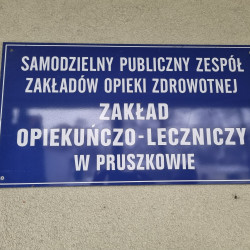 SAMODZIELNY PUBLICZNY ZESPÓŁ
ZAKŁADÓW OPIEKI ZDROWOTNEJ
ZAKŁAD
OPIEKUŃCZO-LECZNICZY
W PRUSZKOWIE